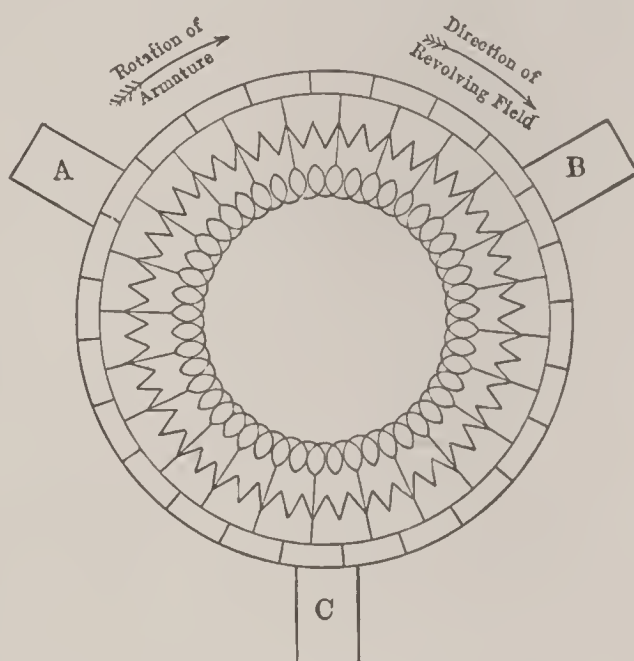 Rotation of
Armature
Direction of
Revolving Field
A
B
C